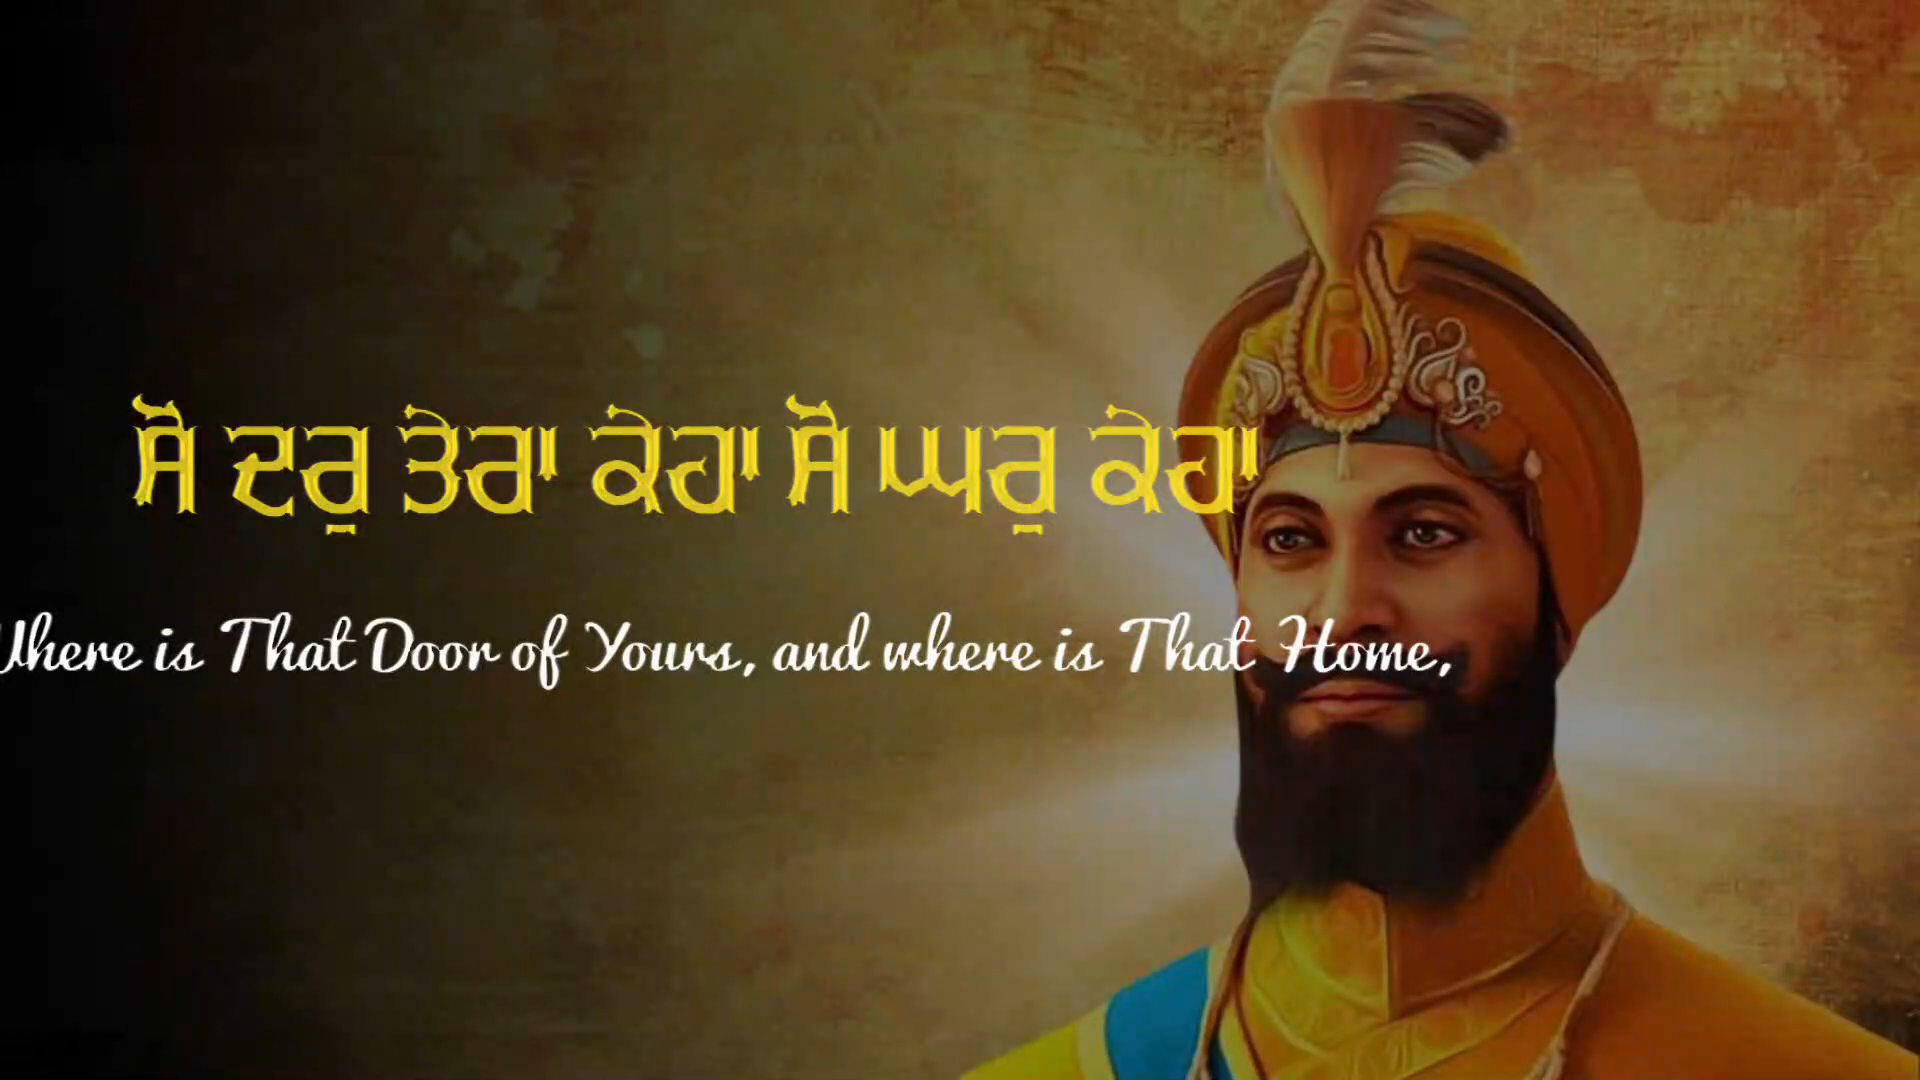 ਸੋ ਦਰੁ ਤੇਰਾ ਕੇਹਾ ਸੋ ਘਰੁ ਕੇਹਾ
Where is That Door of Yours, and where is That Home,